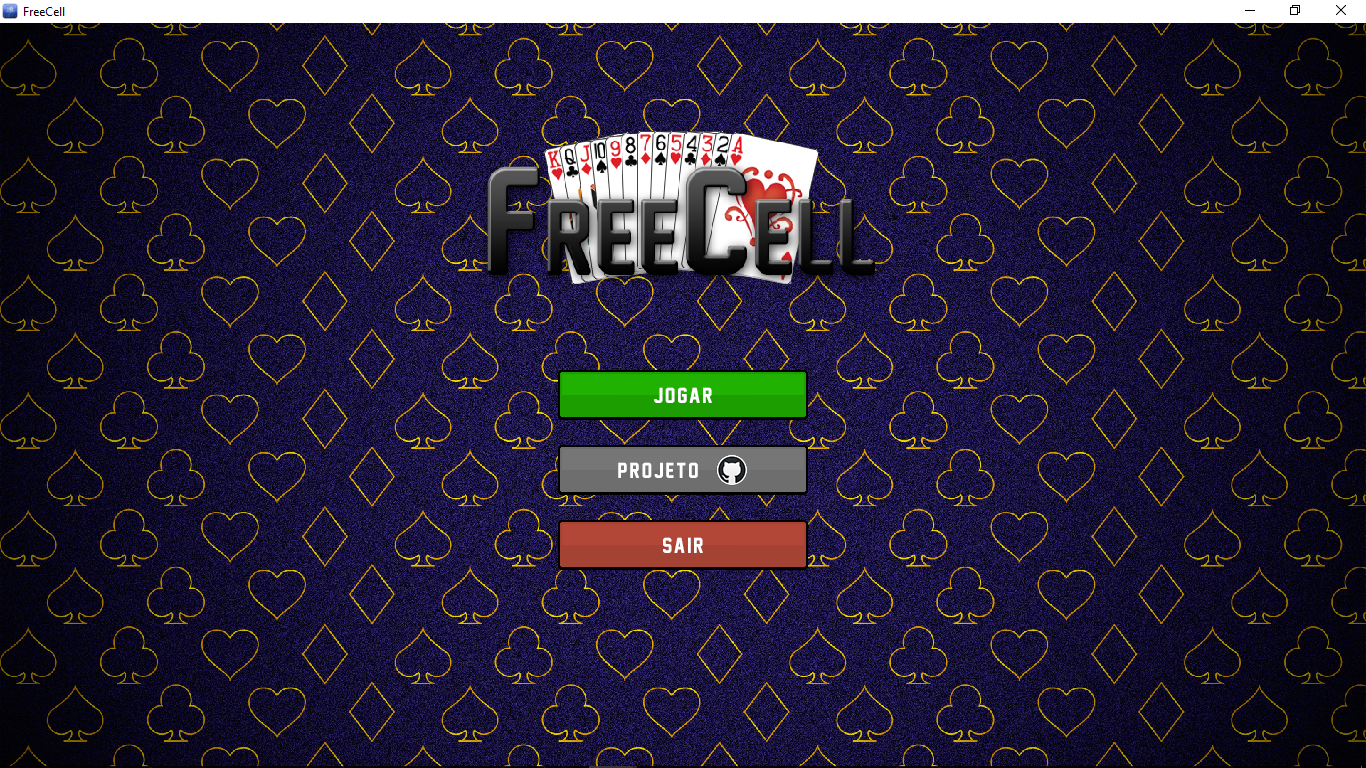 FreeCell
K Q J 10 9 8 7 6 5 4 3 2 A
FREECELL
JOGAR
PROJETO
SAIR